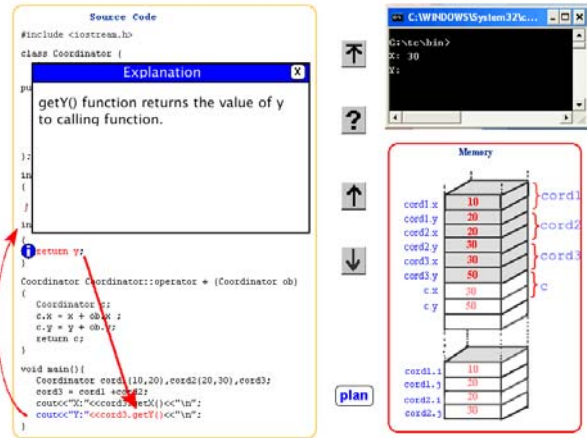 Source Code
#include <iostream.h>
class Coordinator {
Explanation
X
pu
getY() function returns the value of y
to calling function.
);
in
{
in
{
i return y;
}
Coordinator Coordinator::operator + (Coordinator ob)
{
Coordinator c;
c.x = x + ob.x ;
c.y = y + ob.y;
return c;
}
void main(){
Coordinator cord1(10,20),cord2(20,30),cord3;
cord3 = cord1 +cord2;
cout<<"X:"<<cord3.getX()<<"\n";
cout<<"Y:"<<cord3.getY()<<"\n";
}
?
plan
C:\WINDOWS\System32\c...
C:\tc\bin>
X: 30
Y:
Memory
cord1.x 10
cord1.y 20
cord2.x 20
cord2.y 30
cord3.x 30
cord3.y 50
c.x 30
c.y 50
cord1
cord2
cord3
c
cord1.i 10
cord1.j 20
cord2.i 20
cord2.j 30